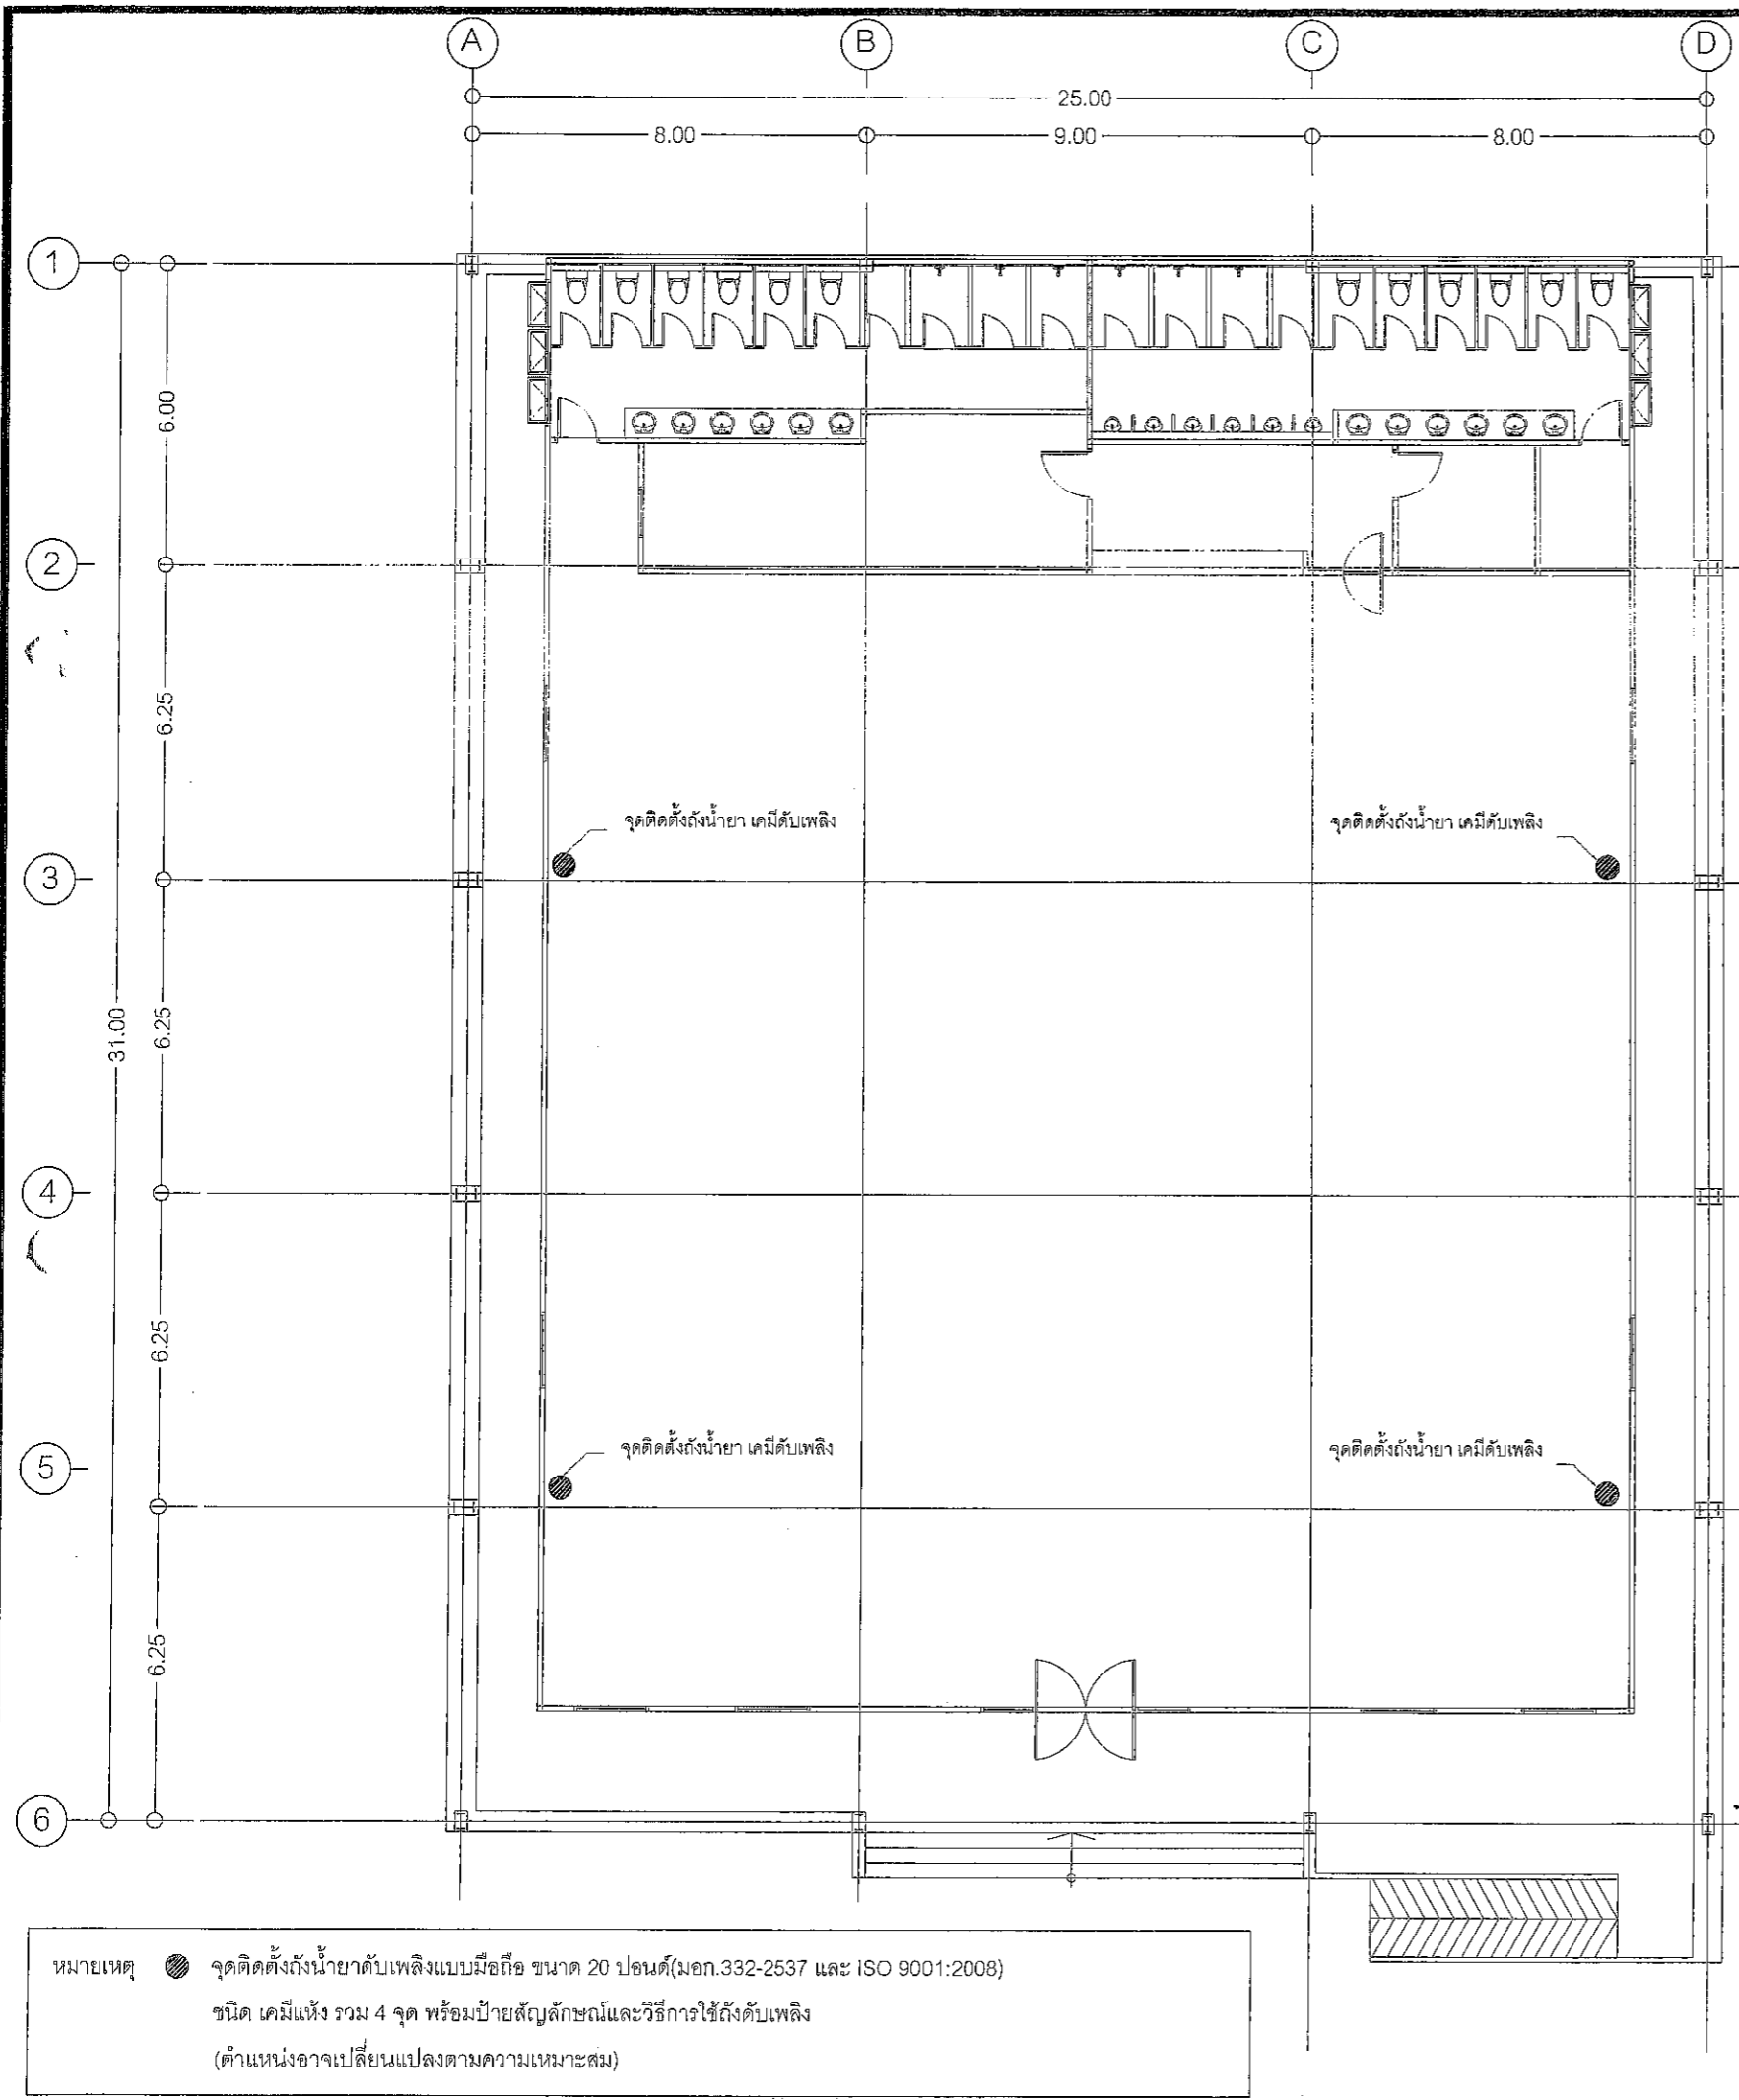 A
B
C
D
25.00
8.00
9.00
8.00
1
2
3
4
5
6
31.00
6.00
6.25
6.25
6.25
6.25
จุดติดตั้งถังน้ำยา เคมีดับเพลิง
จุดติดตั้งถังน้ำยา เคมีดับเพลิง
จุดติดตั้งถังน้ำยา เคมีดับเพลิง
จุดติดตั้งถังน้ำยา เคมีดับเพลิง
หมายเหตุ จุดติดตั้งถังน้ำยาดับเพลิงแบบมือถือ ขนาด 20 ปอนด์(มอก.332-2537 และ ISO 9001:2008)
ชนิด เคมีแห้ง รวม 4 จุด พร้อมป้ายสัญลักษณ์และวิธีการใช้ถังดับเพลิง
(ตำแหน่งอาจเปลี่ยนแปลงตามความเหมาะสม)